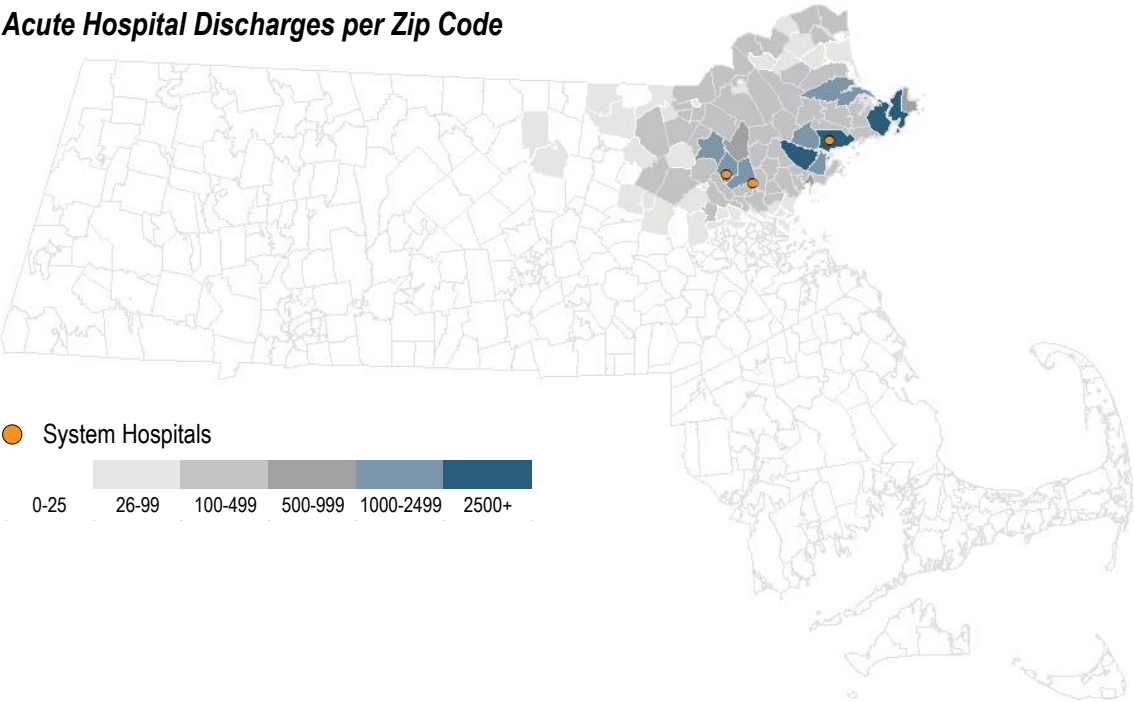 Acute Hospital Discharges per Zip Code
System Hospitals
0-25 26-99 100-499 500-999 1000-2499 2500+